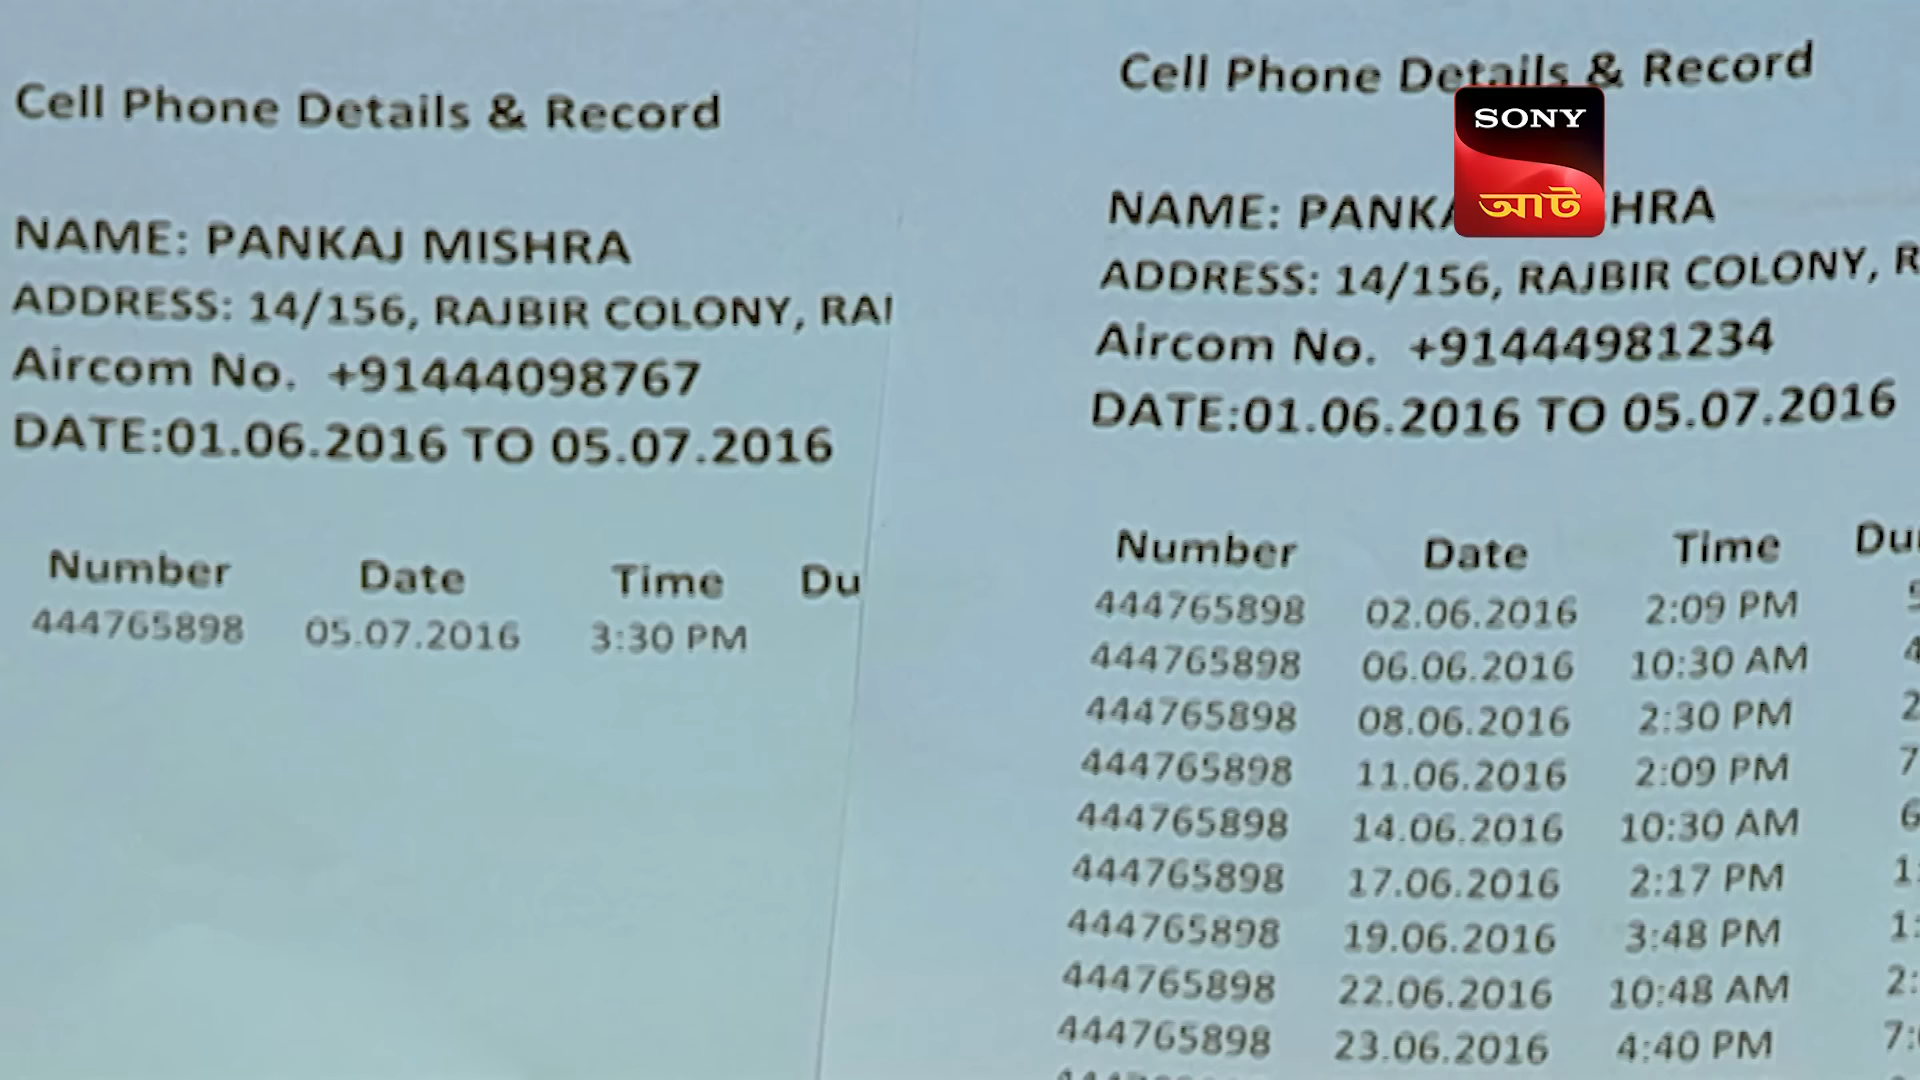 Cell Phone Details & Record
NAME: PANKAJ MISHRA
ADDRESS: 14/156, RAJBIR COLONY,
Aircom No. +91444098767
DATE:01.06.2016 TO 05.07.2016
Number Date Time
444765898 05.07.2016 3:30 PM
Cell Phone Details & Record
SONY
আট
NAME:
ADDRESS: 14/156, RAJBIR COLONY,
Aircom No. +91444981234
DATE:01.06.2016 TO 05.07.2016
Number Date Time
444765898 02.06.2016 2:09 PM
444765898 06.06.2016 10:30 AM
444765898 08.06.2016 2:30 PM
444765898 11.06.2016 2:09 PM
444765898 14.06.2016 10:30 AM
444765898 17.06.2016 2:17 PM
444765898 19.06.2016 3:48 PM
444765898 22.06.2016 10:48 AM
444765898 23.06.2016 4:40 PM